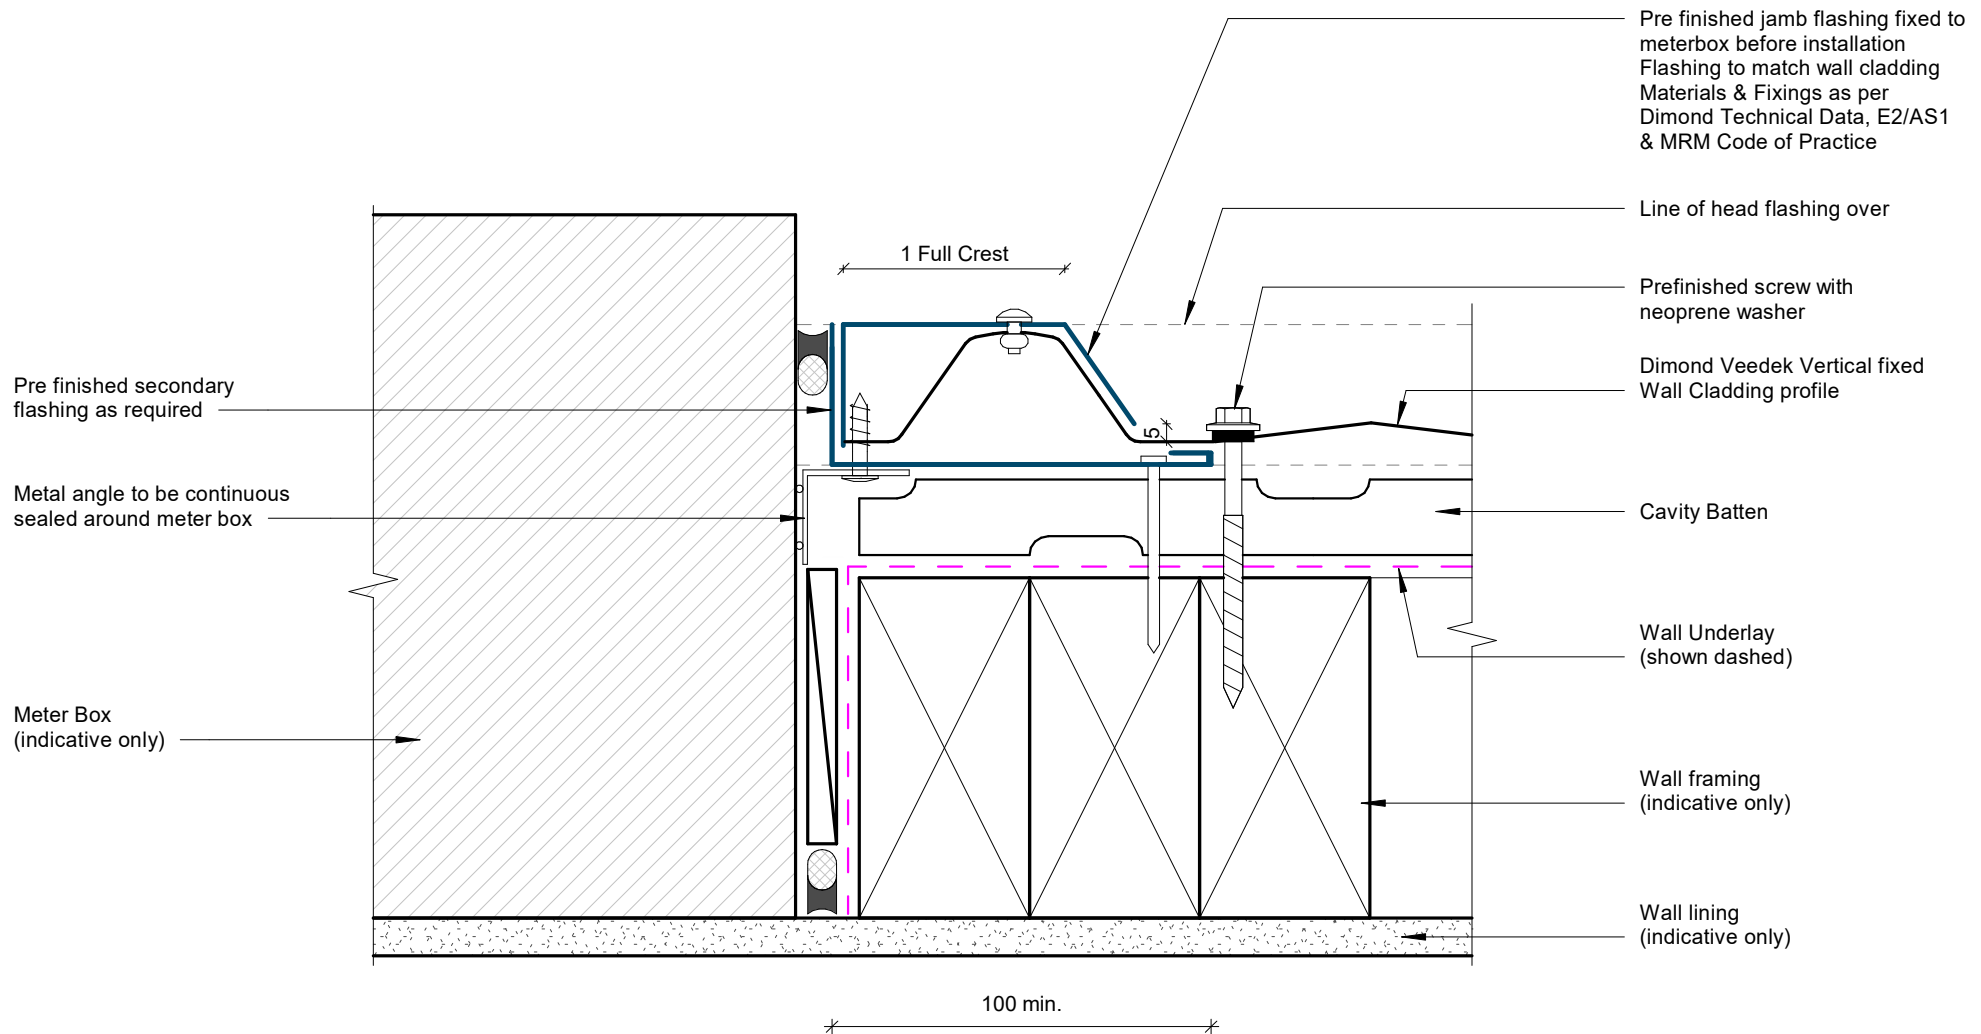 Pre finished jamb flashing fixed to
meterbox before installation
Flashing to match wall cladding
Materials & Fixings as per
Dimond Technical Data, E2/AS1
& MRM Code of Practice
Line of head flashing over
1 Full Crest
Prefinished screw with
neoprene washer
Dimond Veedek Vertical fixed
Wall Cladding profile
Pre finished secondary
flashing as required
5
Metal angle to be continuous
sealed around meter box
Cavity Batten
Wall Underlay
(shown dashed)
Meter Box
(indicative only)
Wall framing
(indicative only)
Wall lining
(indicative only)
100 min.